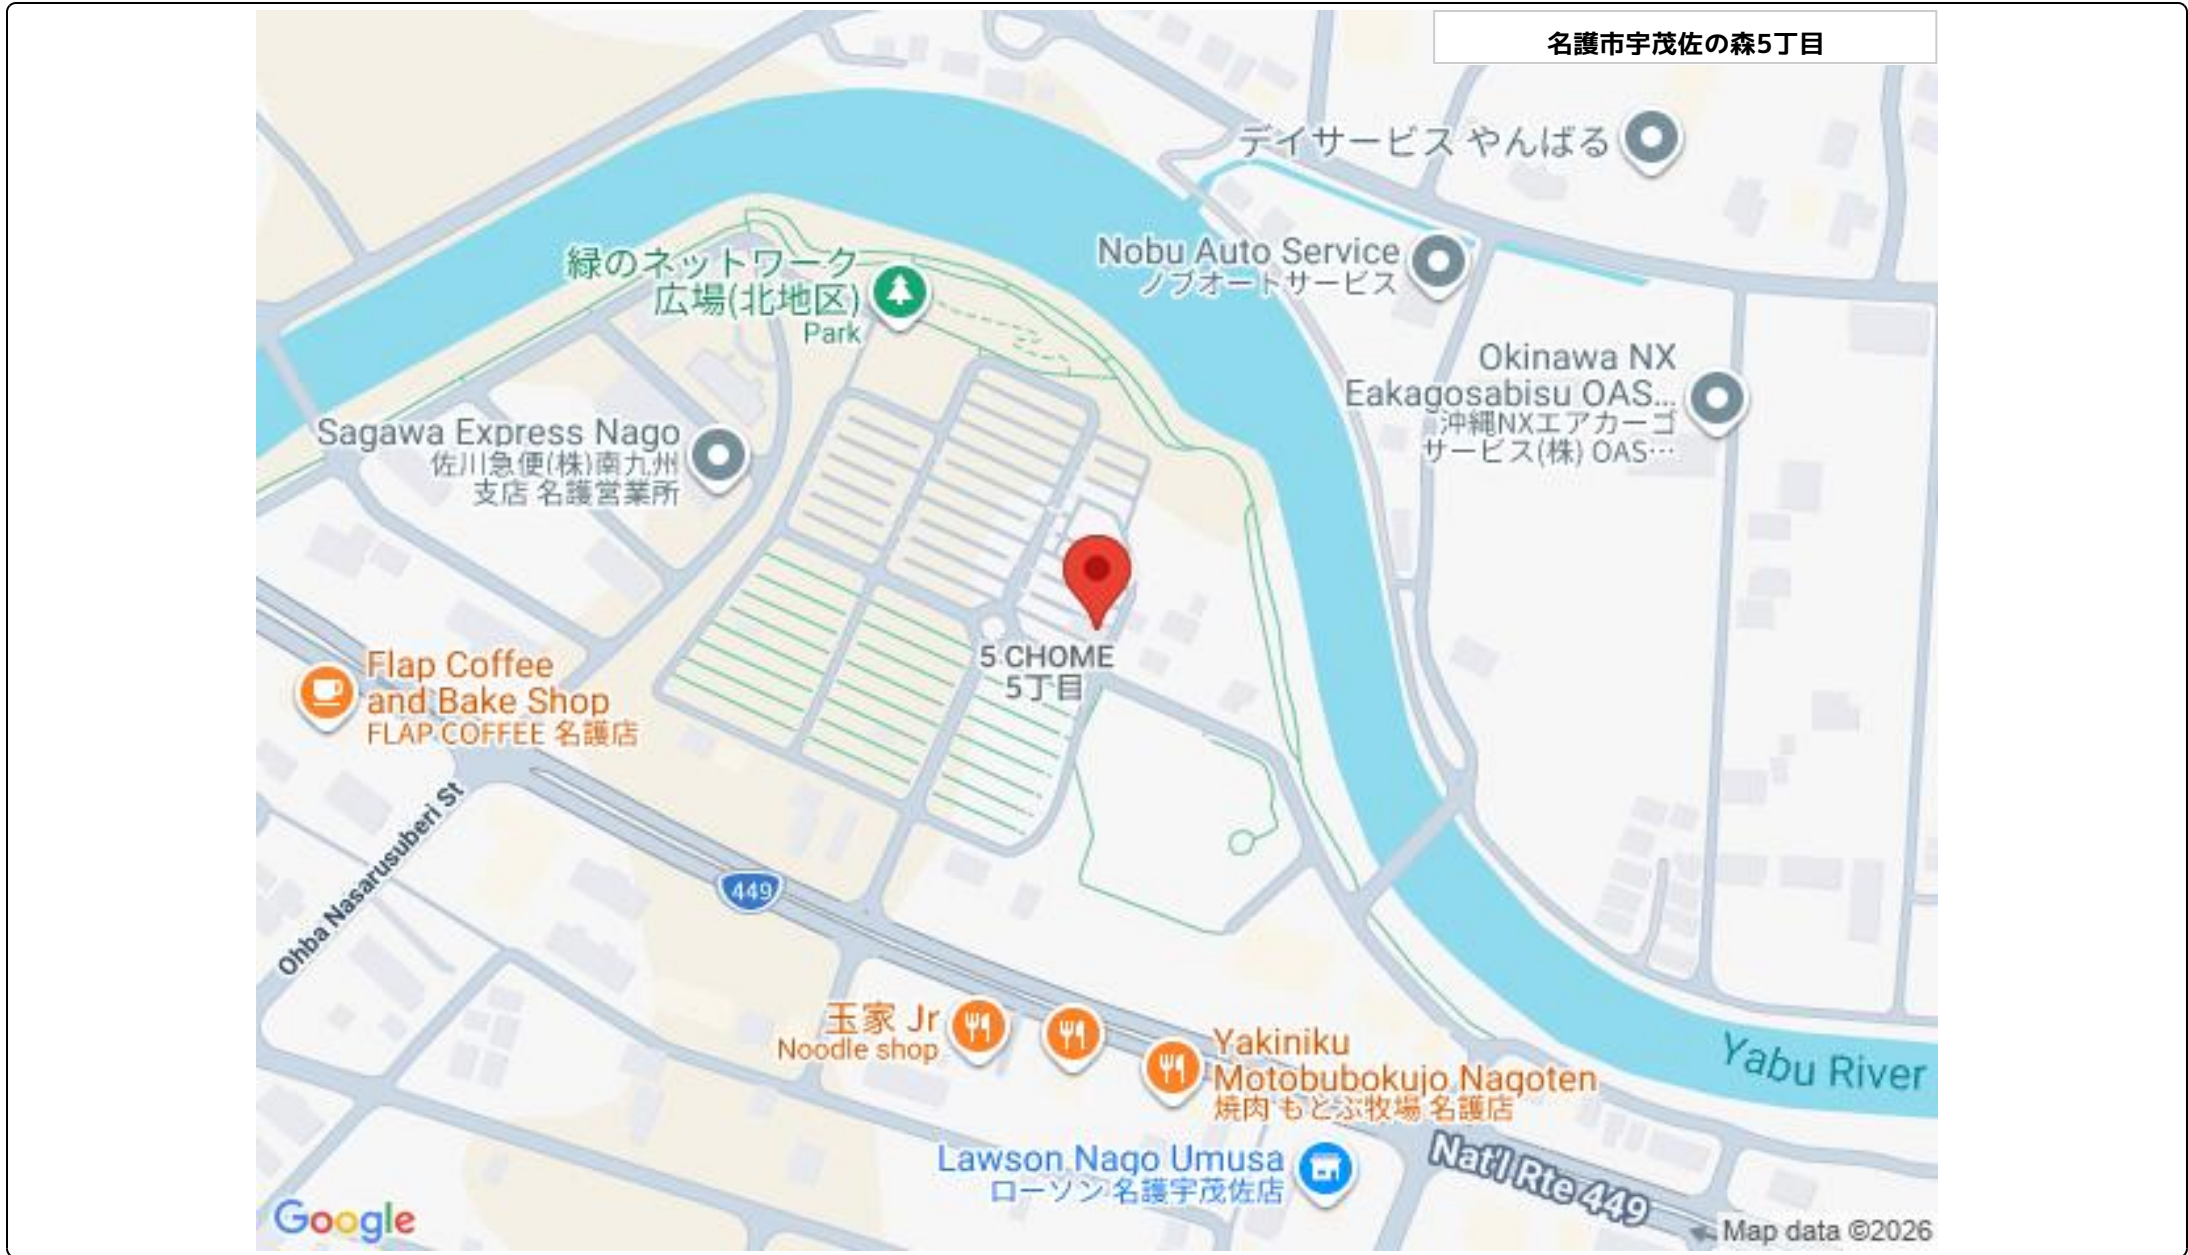 名護市宇茂佐の森5丁目
デイサービス やんばる
Nobu Auto Service
ノブオートサービス
緑のネットワーク
広場(北地区)
Park
Okinawa NX
Eakagosabisu OAS...
沖縄NXエアカーゴ
サービス(株) OAS…
Sagawa Express Nago
佐川急便(株)南九州
支店 名護営業所
5 CHOME
5丁目
Flap Coffee
and Bake Shop
FLAP COFFEE 名護店
Ohba Nasarusuberi St
449
玉家 Jr
Noodle shop
Yakiniku
Motobubokujo Nagoten
焼肉 もとぶ牧場 名護店
Yabu River
Lawson Nago Umusa
ローソン 名護宇茂佐店
Nat'l Rte 449
Google
Map data ©2026